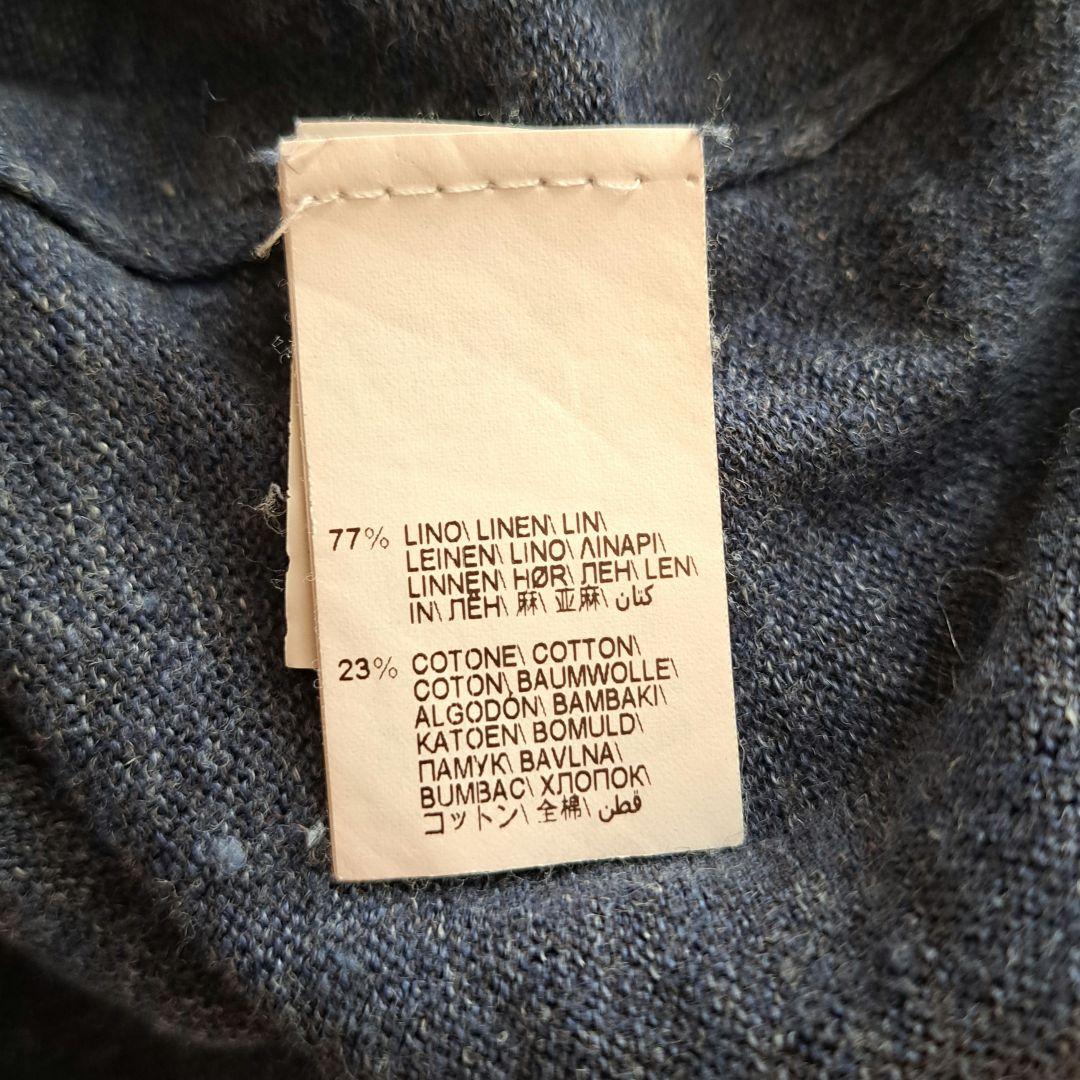 77% LINO\ LINEN\ LIN\
LEINEN\ LINO\ ΛΙΝΑΡΙ\
LINNEN\ HØR\ ЛЕН\ LEN\
IN\ ЛЁН\ 麻\ 亚麻\ كتان
23% COTONE\ COTTON\
COTON\ BAUMWOLLE\
ALGODÓN\ BAMBAKI\
KATOEN\ BOMULD\
ПАМУК\ BAVLNA\
BUMBAC\ ХЛОПОК\
コットン\ 全棉\ قطن